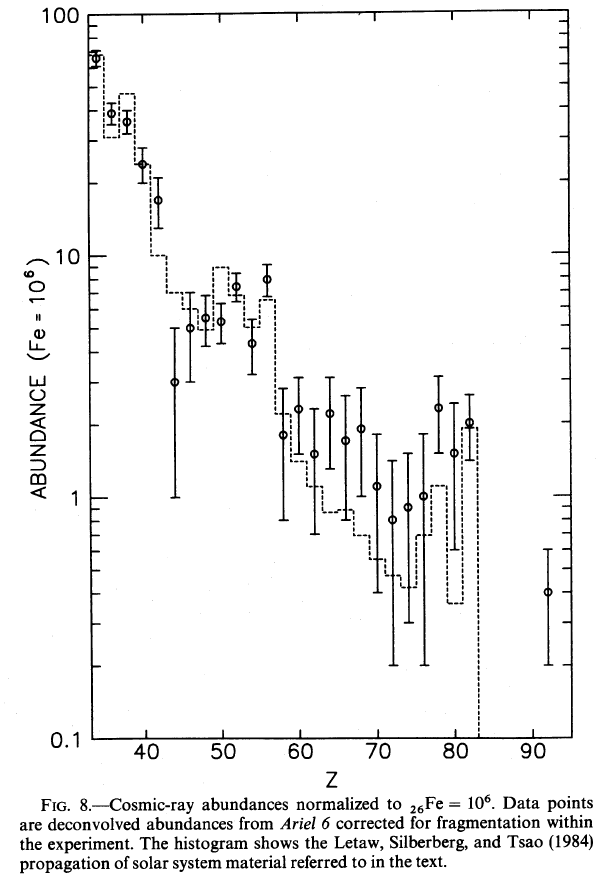 100
10
1
0.1
ABUNDANCE (Fe = 10⁶)
40 50 60 70 80 90
Z
FIG. 8.—Cosmic-ray abundances normalized to ₂₆Fe = 10⁶. Data points
are deconvolved abundances from Ariel 6 corrected for fragmentation within
the experiment. The histogram shows the Letaw, Silberberg, and Tsao (1984)
propagation of solar system material referred to in the text.